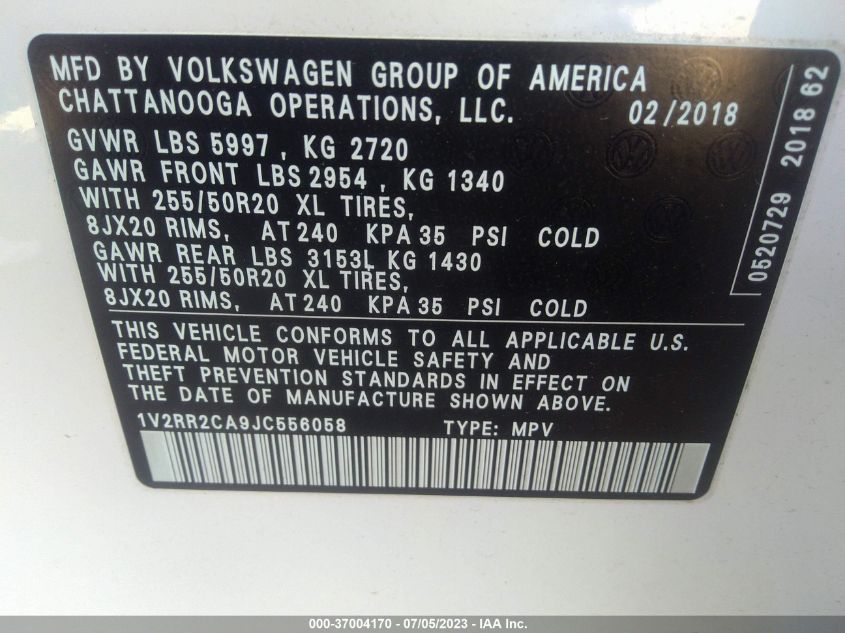 MFD BY VOLKSWAGEN GROUP OF AMERICA
CHATTANOOGA OPERATIONS, LLC. 02/2018
GVWR LBS 5997, KG 2720
GAWR FRONT LBS 2954, KG 1340
WITH 255/50R20 XL TIRES,
8JX20 RIMS, AT 240 KPA 35 PSI COLD
GAWR REAR LBS 3153L KG 1430
WITH 255/50R20 XL TIRES,
8JX20 RIMS, AT 240 KPA 35 PSI COLD
THIS VEHICLE CONFORMS TO ALL APPLICABLE U.S.
FEDERAL MOTOR VEHICLE SAFETY AND
THEFT PREVENTION STANDARDS IN EFFECT ON
THE DATE OF MANUFACTURE SHOWN ABOVE.
1V2RR2CA9JC556058 TYPE: MPV
0520729 2018 62
000-37004170 - 07/05/2023 - IAA Inc.